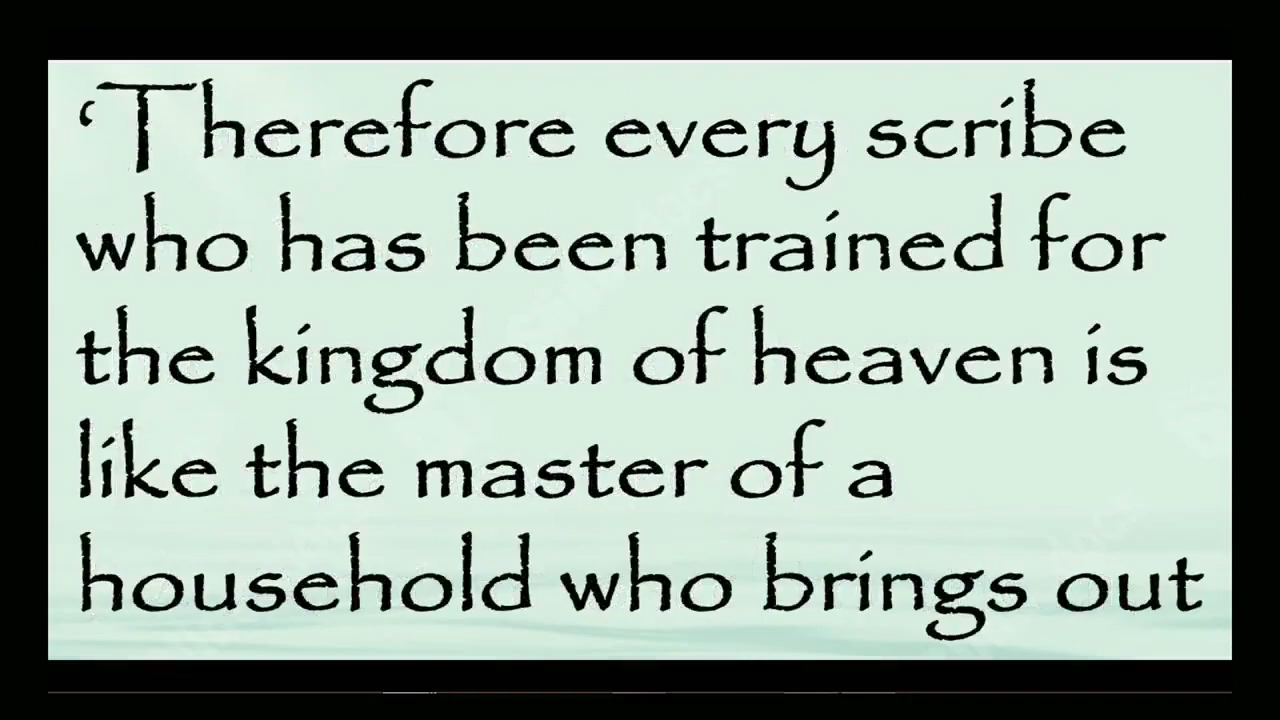 ‘Therefore every scribe
who has been trained for
the kingdom of heaven is
like the master of a
household who brings out